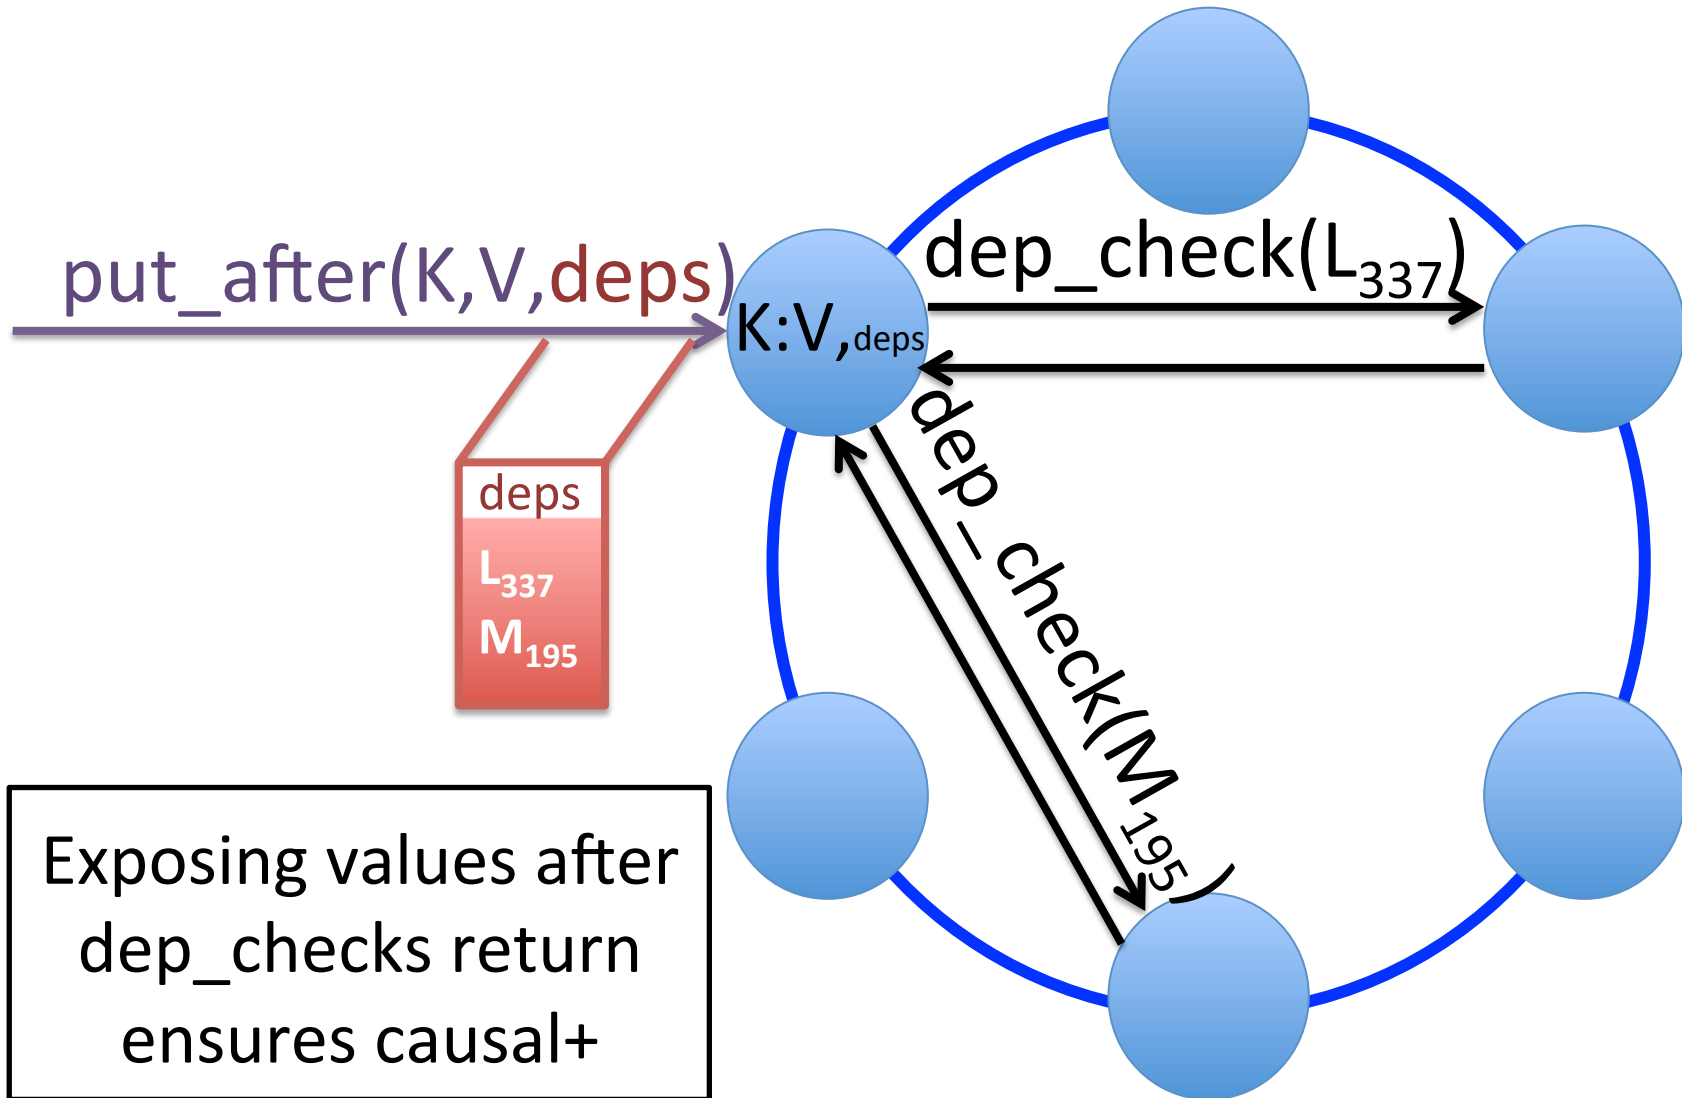 put_after(K,V,deps)
dep_check(L337)
K:V,deps
dep_check(M195)
deps
L337
M195
Exposing values after
dep_checks return
ensures causal+